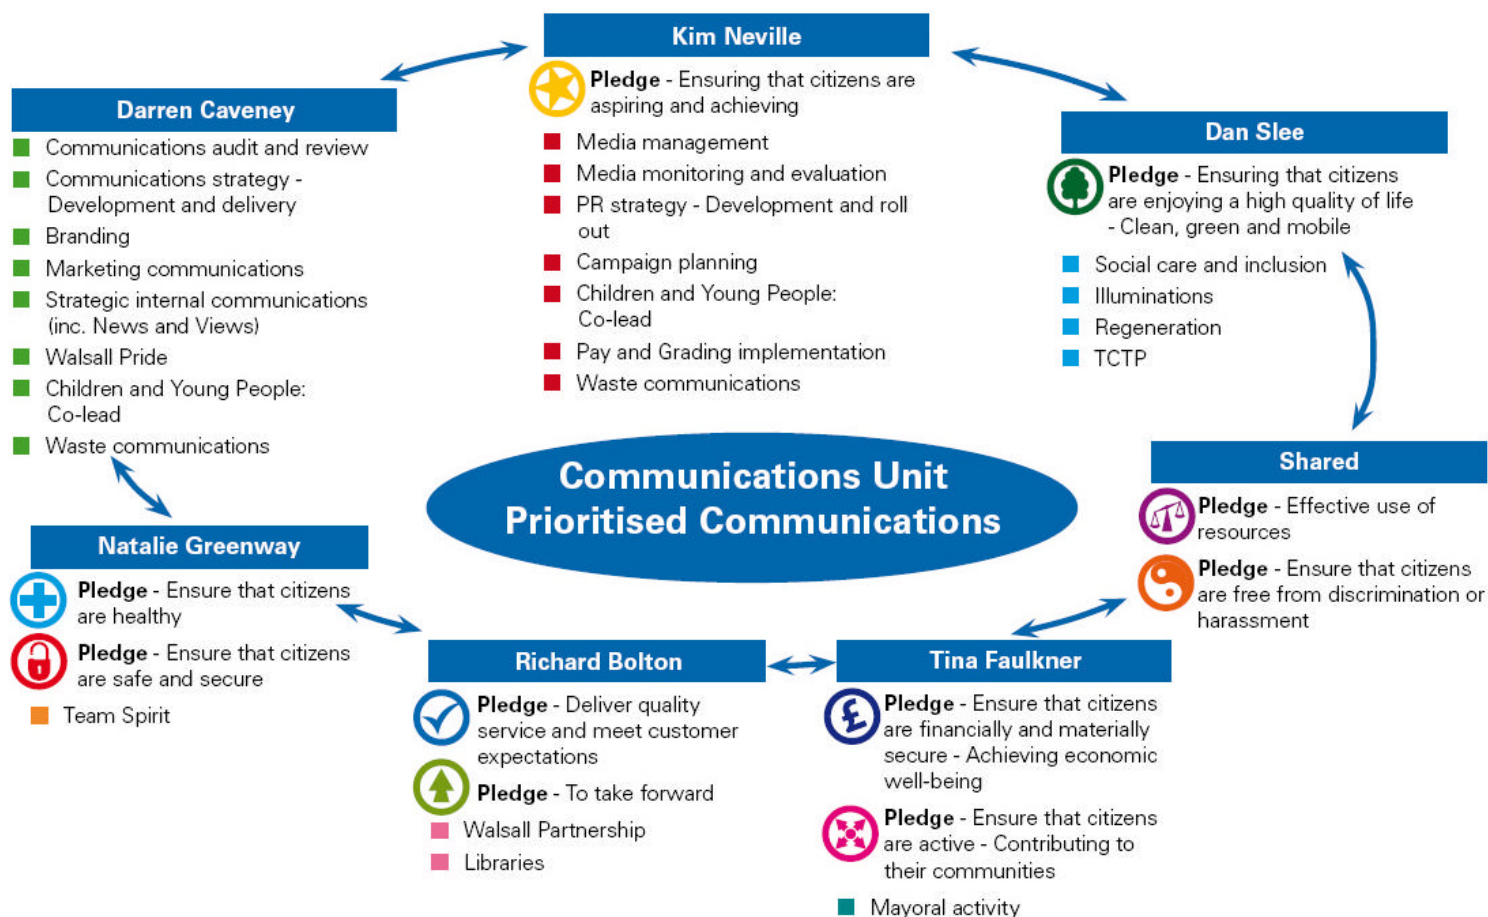 Kim Neville
Pledge - Ensuring that citizens are
aspiring and achieving
Media management
Media monitoring and evaluation
PR strategy - Development and roll
out
Campaign planning
Children and Young People:
Co-lead
Pay and Grading implementation
Waste communications
Darren Caveney
Communications audit and review
Communications strategy -
Development and delivery
Branding
Marketing communications
Strategic internal communications
(inc. News and Views)
Walsall Pride
Children and Young People:
Co-lead
Waste communications
Dan Slee
Pledge - Ensuring that citizens
are enjoying a high quality of life
- Clean, green and mobile
Social care and inclusion
Illuminations
Regeneration
TCTP
Communications Unit
Prioritised Communications
Shared
Pledge - Effective use of
resources
Pledge - Ensure that citizens
are free from discrimination or
harassment
Natalie Greenway
Pledge - Ensure that citizens
are healthy
Pledge - Ensure that citizens
are safe and secure
Team Spirit
Richard Bolton
Pledge - Deliver quality
service and meet customer
expectations
Pledge - To take forward
Walsall Partnership
Libraries
Tina Faulkner
£
Pledge - Ensure that citizens
are financially and materially
secure - Achieving economic
well-being
Pledge - Ensure that citizens
are active - Contributing to
their communities
Mayoral activity